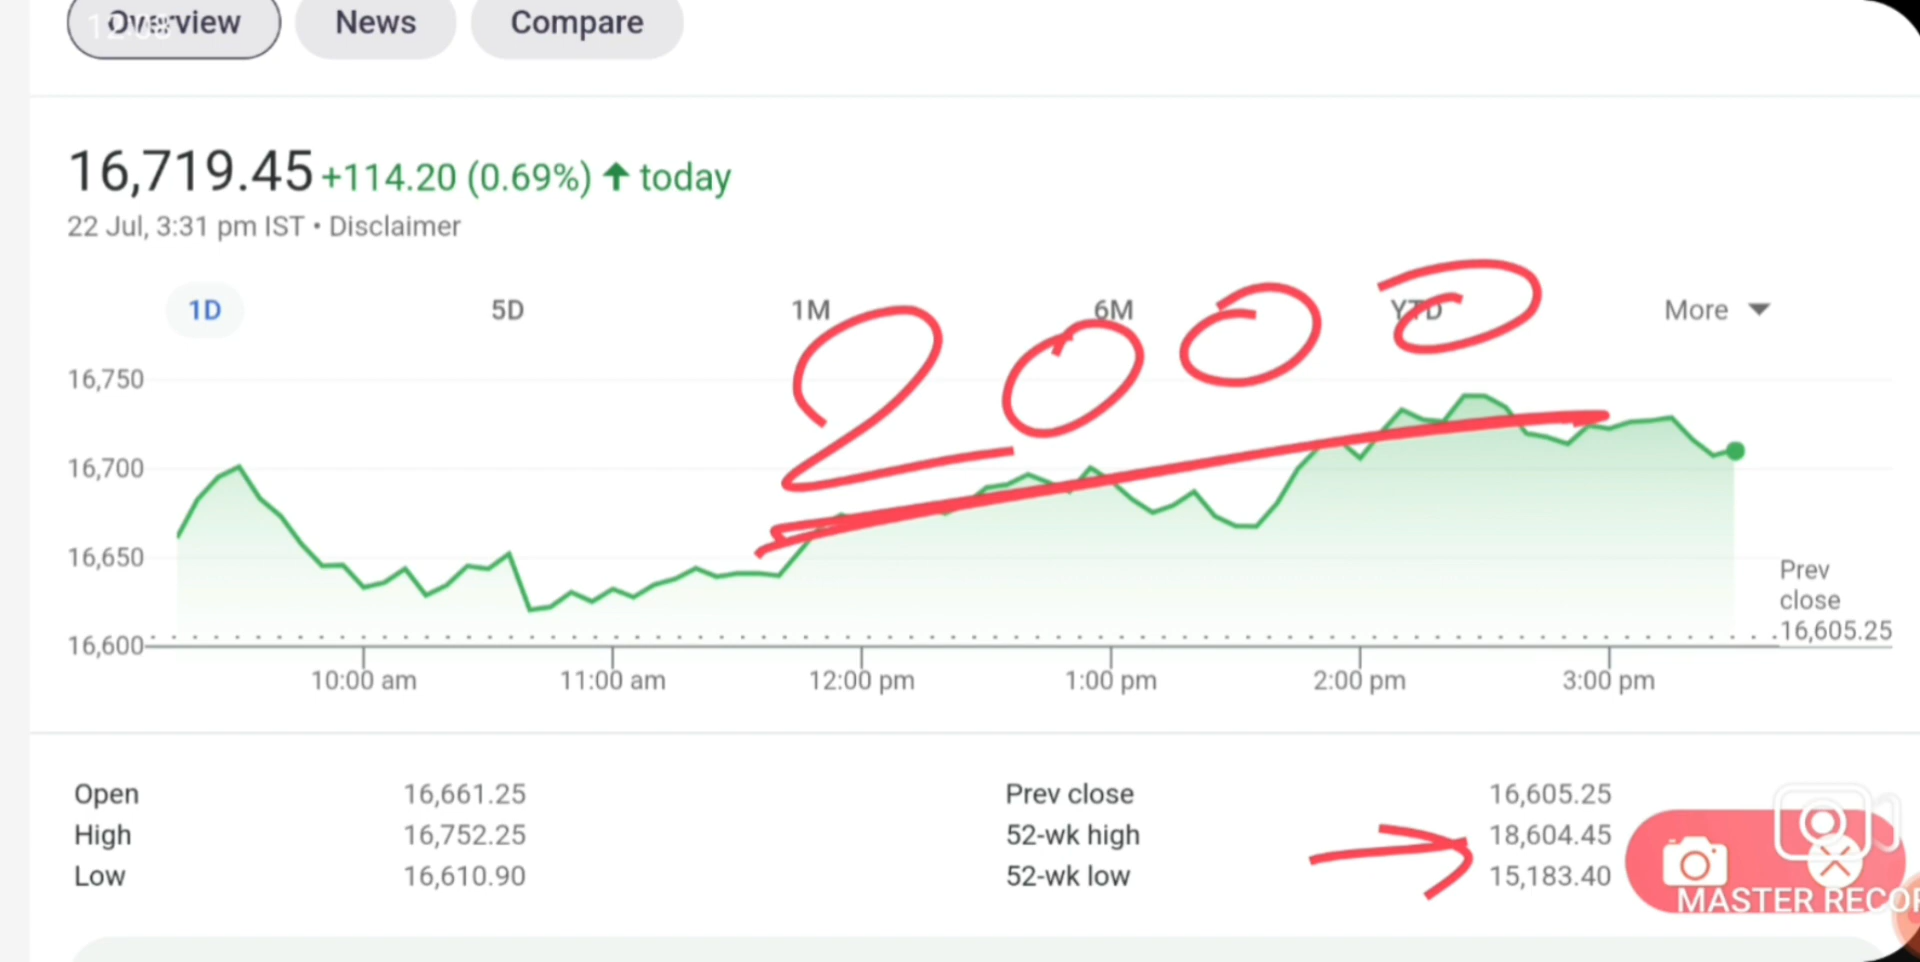 Overview News Compare
16,719.45 +114.20 (0.69%) ↑ today
22 Jul, 3:31 pm IST • Disclaimer
1D 5D 1M 6M YTD More
2000
16,750
16,700
16,650
16,600
Prev
close
16,605.25
10:00 am 11:00 am 12:00 pm 1:00 pm 2:00 pm 3:00 pm
Open 16,661.25 Prev close 16,605.25
High 16,752.25 52-wk high 18,604.45
Low 16,610.90 52-wk low 15,183.40
MASTER RECOR